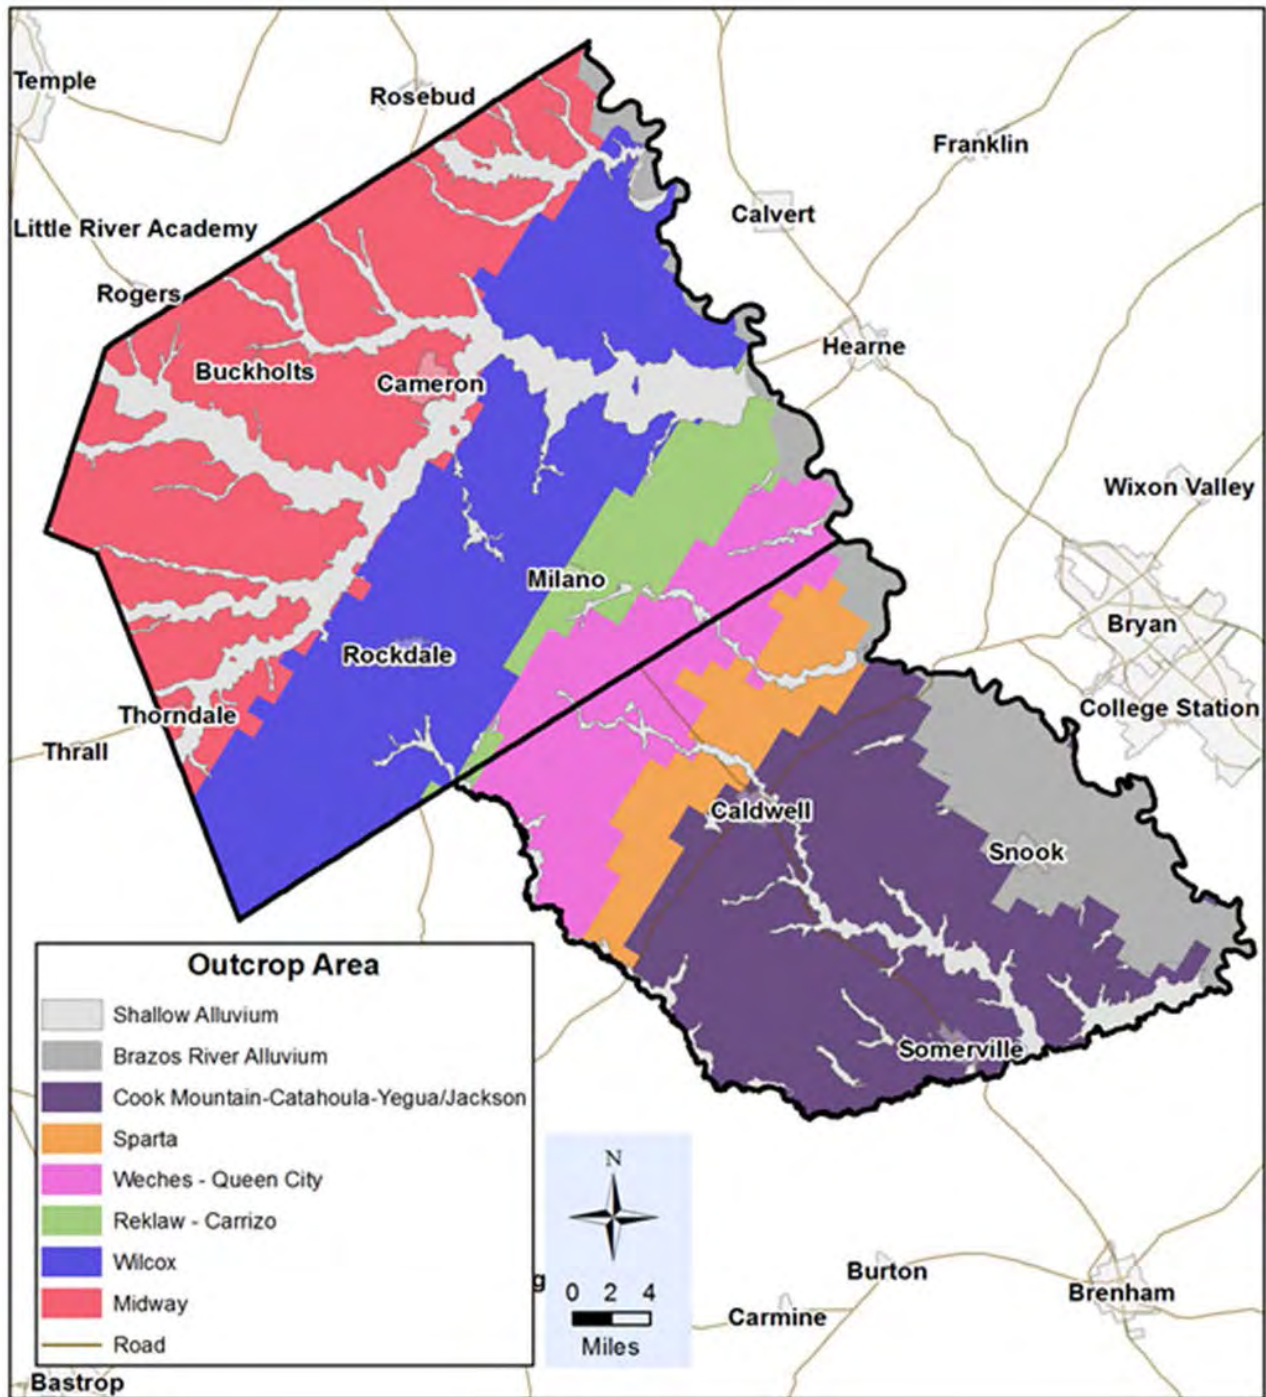 Temple
Rosebud
Franklin
Calvert
Little River Academy
Rogers
Hearne
Buckholts
Cameron
Wixon Valley
Milano
Bryan
Rockdale
College Station
Thorndale
Thrall
Caldwell
Snook
Outcrop Area
Shallow Alluvium
Brazos River Alluvium
Cook Mountain-Catahoula-Yegua/Jackson
Somerville
Sparta
Weches - Queen City
Reklaw - Carrizo
Wilcox
Midway
Road
N
0 2 4
Miles
g
Burton
Brenham
Carmine
Bastrop